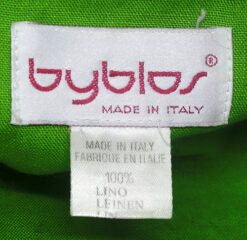 byblos®
MADE IN ITALY
MADE IN ITALY
FABRIQUE EN ITALIE
100%
LINO
LEINEN